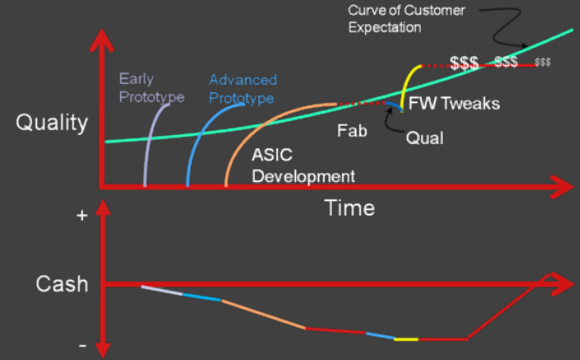 Curve of Customer
Expectation
$$$ $$$ $$$
Early
Prototype
Advanced
Prototype
FW Tweaks
Quality
Fab
Qual
ASIC
Development
Time
+
Cash
-